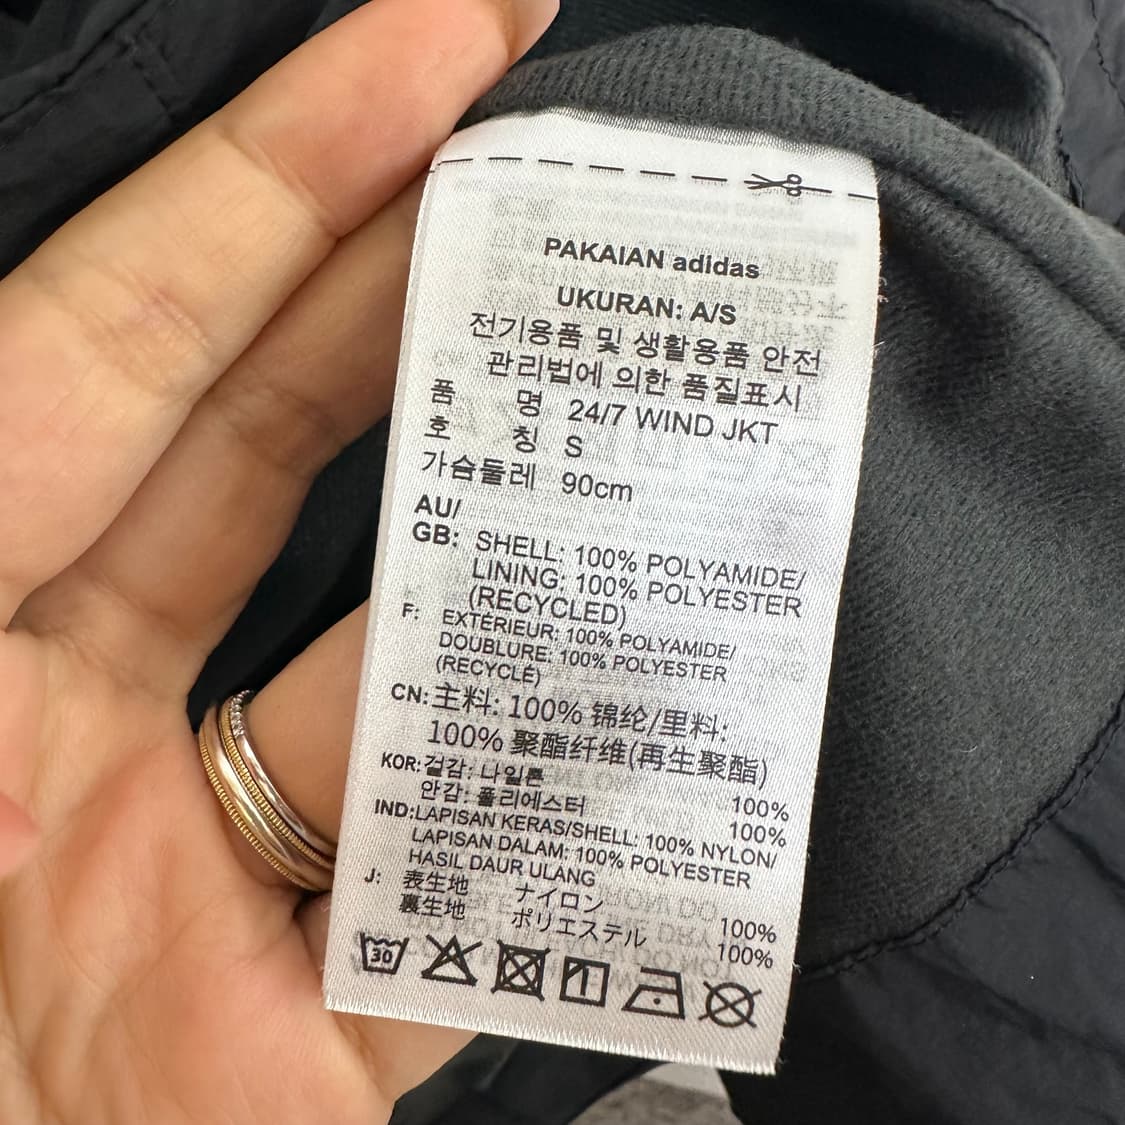 PAKAIAN adidas
UKURAN: A/S
전기용품 및 생활용품 안전
관리법에 의한 품질표시
품 명 24/7 WIND JKT
호 칭 S
가슴둘레 90cm
AU/
GB: SHELL: 100% POLYAMIDE/
LINING: 100% POLYESTER
(RECYCLED)
F: EXTÉRIEUR: 100% POLYAMIDE/
DOUBLURE: 100% POLYESTER
(RECYCLÉ)
CN: 主料: 100% 锦纶/里料:
100% 聚酯纤维(再生聚酯)
KOR: 겉감: 나일론 100%
안감: 폴리에스터 100%
IND: LAPISAN KERAS/SHELL: 100% NYLON/
LAPISAN DALAM: 100% POLYESTER
HASIL DAUR ULANG
J: 表生地 ナイロン 100%
裏生地 ポリエステル 100%
30